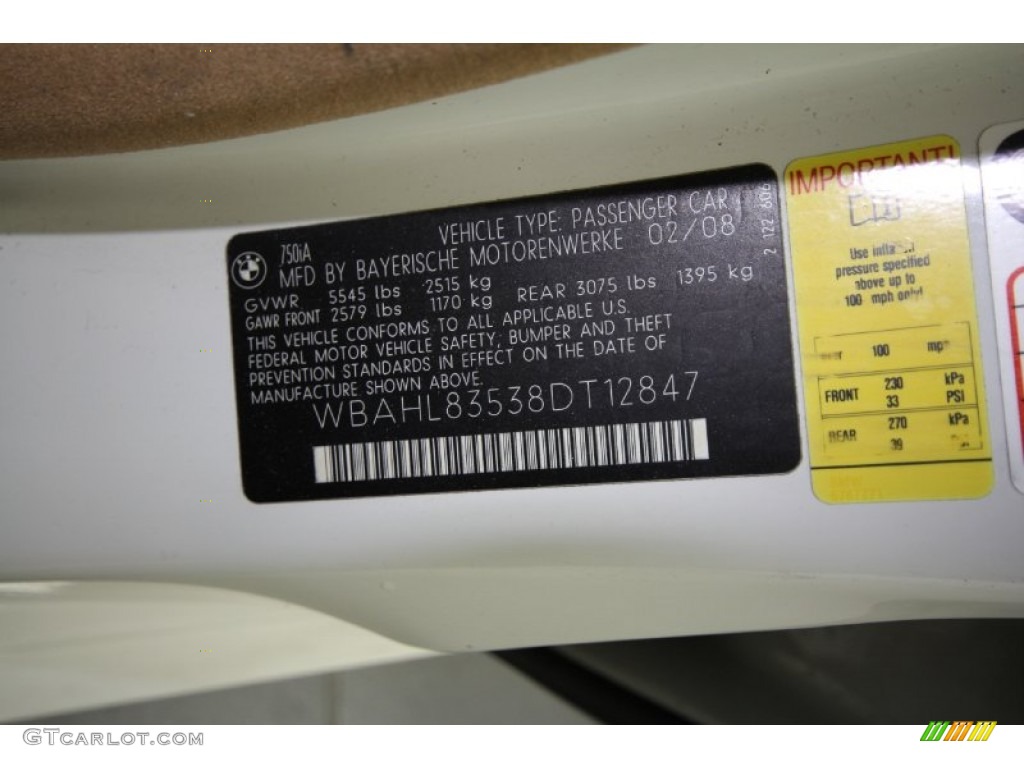 750iA
VEHICLE TYPE: PASSENGER CAR
MFD BY BAYERISCHE MOTORENWERKE 02/08
GVWR 5545 lbs 2515 kg
GAWR FRONT 2579 lbs 1170 kg REAR 3075 lbs 1395 kg
THIS VEHICLE CONFORMS TO ALL APPLICABLE U.S.
FEDERAL MOTOR VEHICLE SAFETY, BUMPER AND THEFT
PREVENTION STANDARDS IN EFFECT ON THE DATE OF
MANUFACTURE SHOWN ABOVE.
WBAHL83538DT12847
2 122 606
IMPORTANT!
Use
pressure specified
above up to
100 mph only!
100
FRONT 230 kPa
33 PSI
REAR 270 kPa
39
GTCARLOT.COM